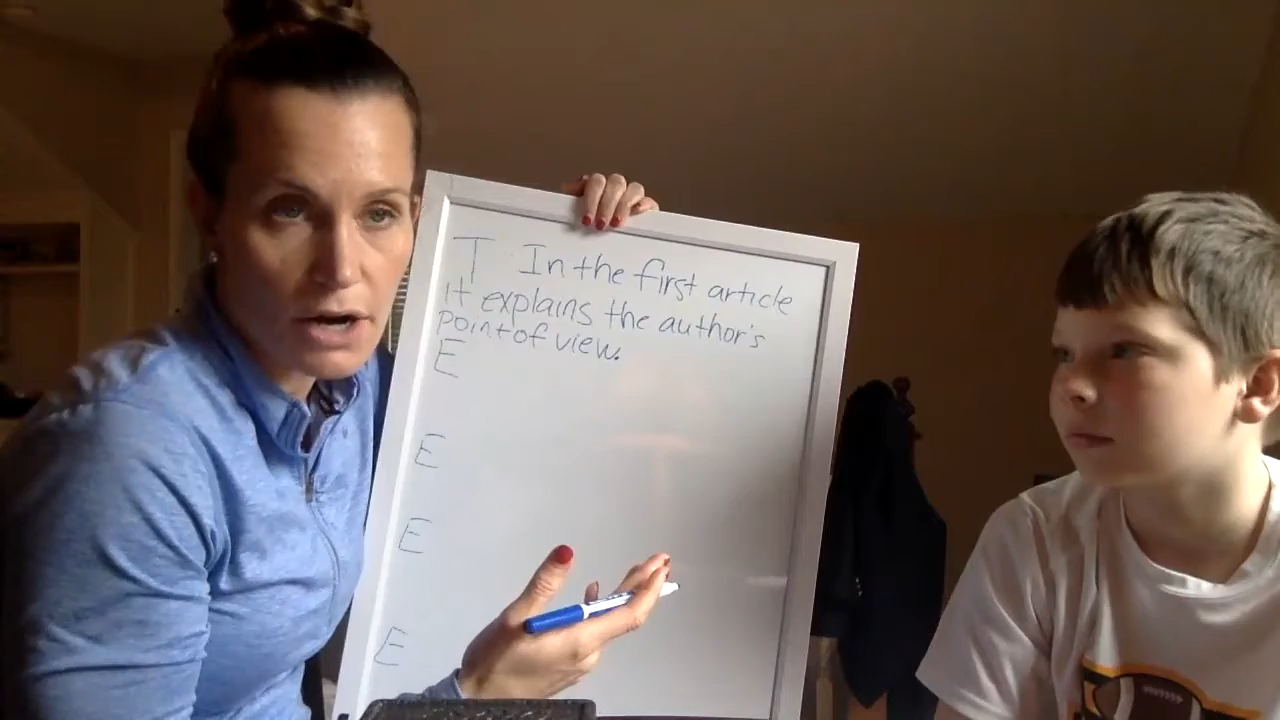 T In the first article
it explains the author's
point of view.
E
E
E
E